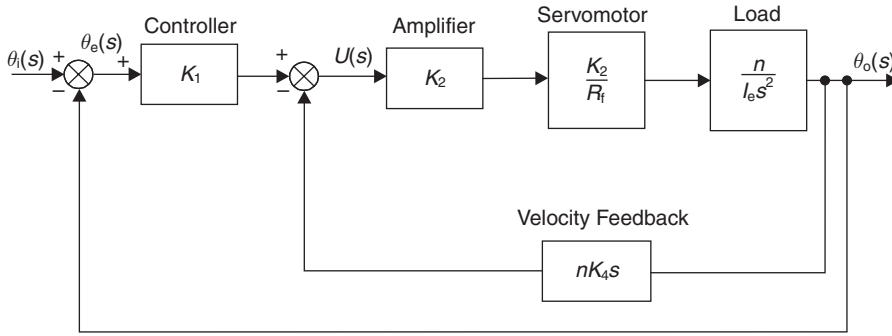 Controller
Amplifier
Servomotor
Load
θi(s)
+
−
θe(s)
+
K1
+
−
U(s)
K2
K2
Rf
n
Ies²
θo(s)
Velocity Feedback
nK4s